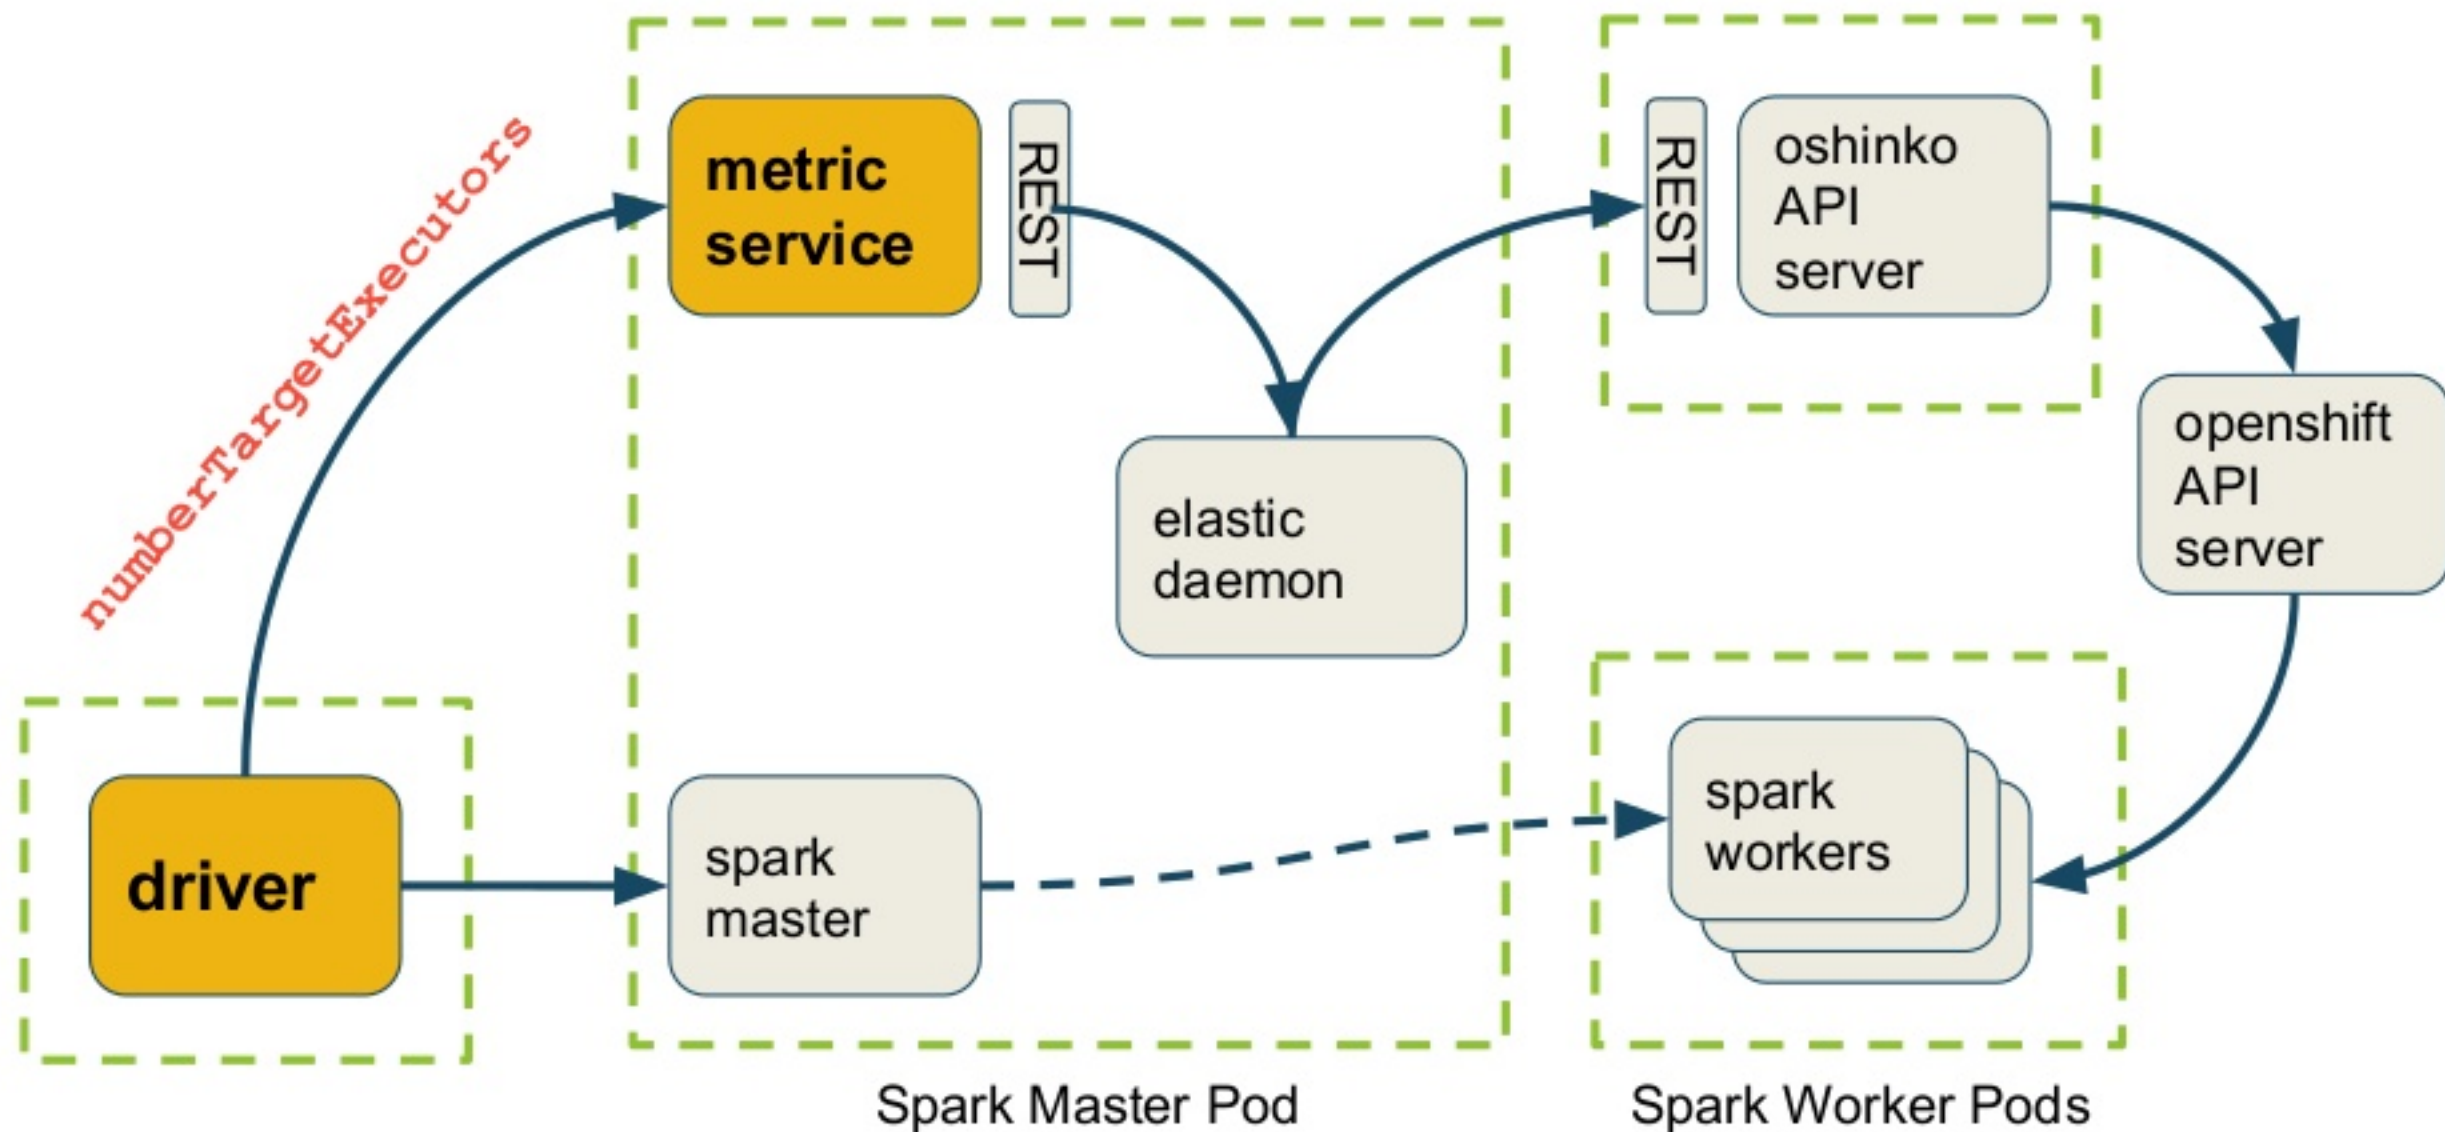 numberTargetExecutors
metric
service
REST
REST
oshinko
API
server
openshift
API
server
elastic
daemon
driver
spark
master
spark
workers
Spark Master Pod
Spark Worker Pods